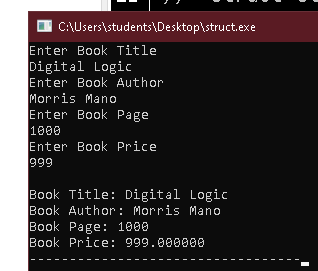 C:\Users\students\Desktop\struct.exe
Enter Book Title
Digital Logic
Enter Book Author
Morris Mano
Enter Book Page
1000
Enter Book Price
999
Book Title: Digital Logic
Book Author: Morris Mano
Book Page: 1000
Book Price: 999.000000
----------------------------------